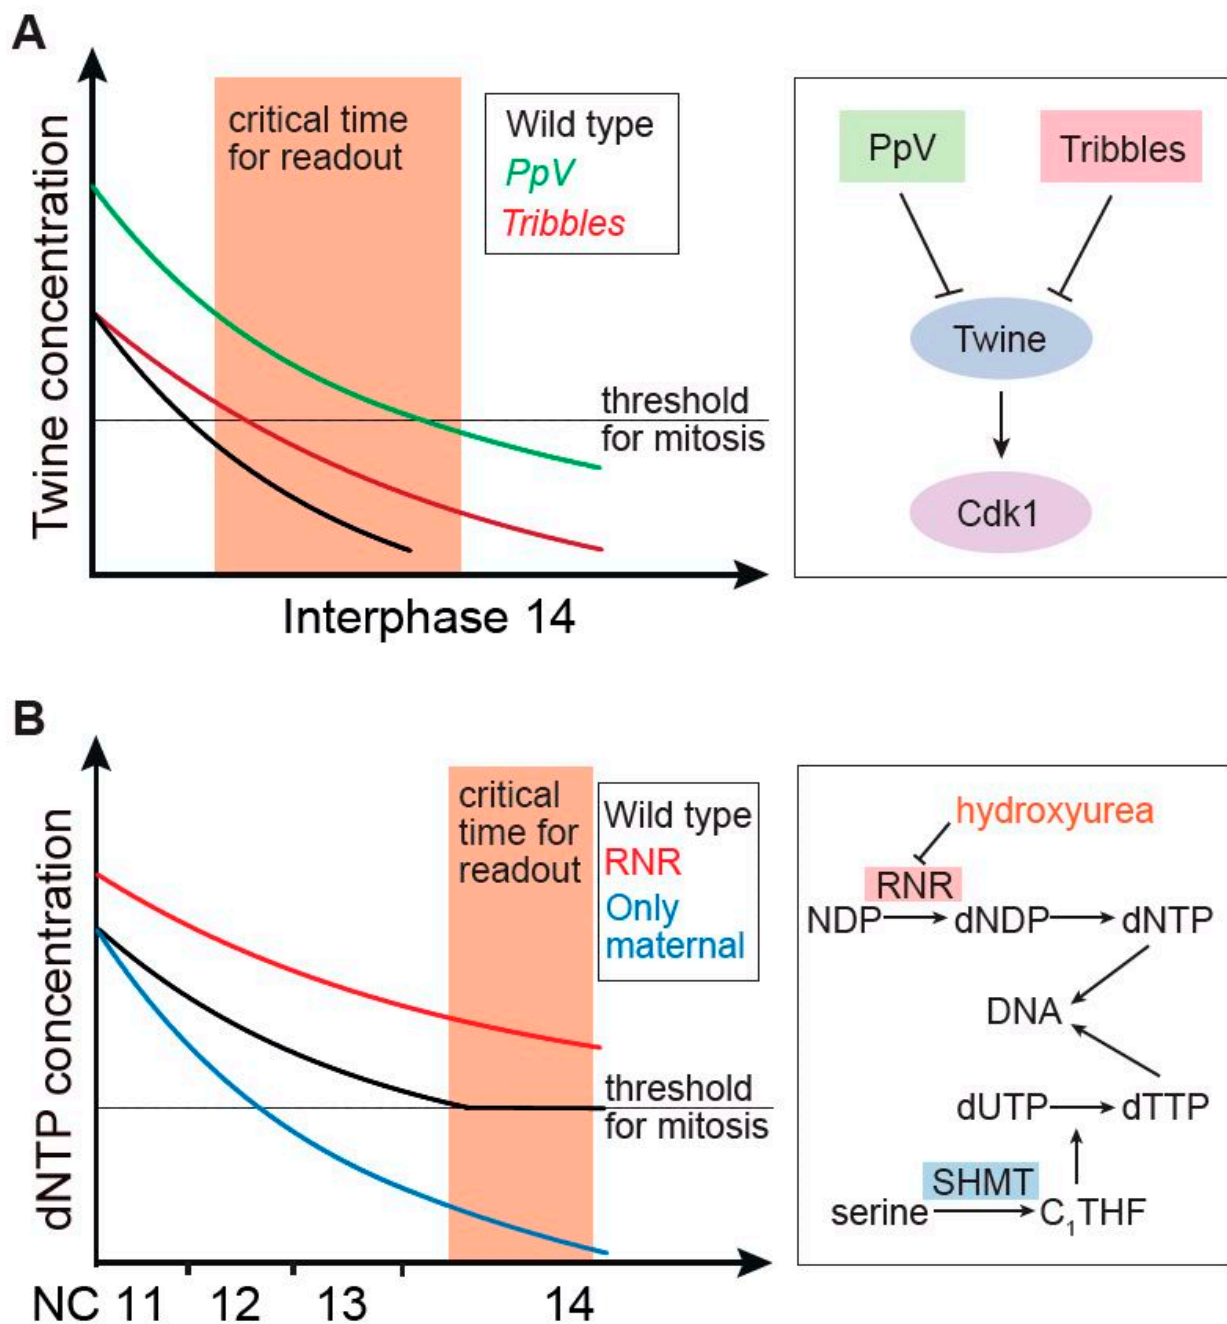 A
Twine concentration
critical time
for readout
Wild type
PpV
Tribbles
threshold
for mitosis
Interphase 14
PpV
Tribbles
Twine
Cdk1
B
dNTP concentration
critical
time for
readout
Wild type
RNR
Only
maternal
threshold
for mitosis
NC 11 12 13 14
hydroxyurea
RNR
NDP dNDP dNTP
DNA
dUTP dTTP
SHMT
serine C₁THF